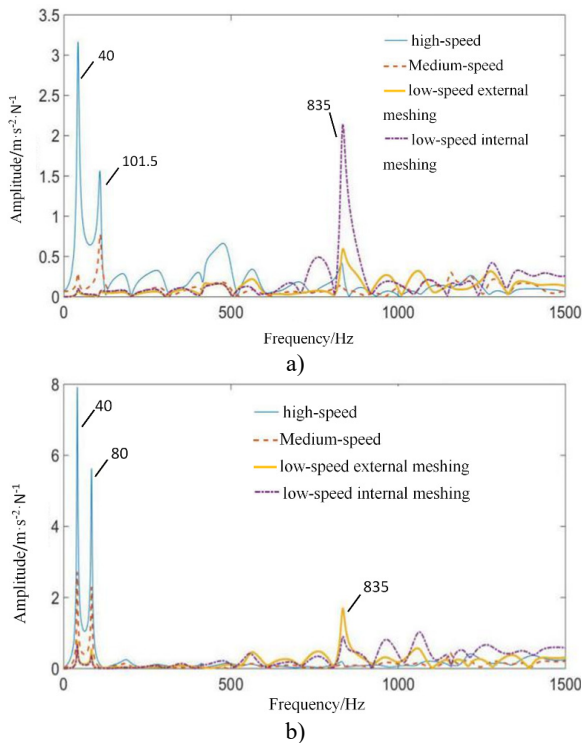 3.5
3
2.5
2
1.5
1
0.5
0
40
101.5
835
high-speed
Medium-speed
low-speed external
meshing
low-speed internal
meshing
Amplitude/m·s⁻²·N⁻¹
0 500 1000 1500
Frequency/Hz
a)
8
6
4
2
0
40
80
835
high-speed
Medium-speed
low-speed external meshing
low-speed internal meshing
Amplitude/m·s⁻²·N⁻¹
0 500 1000 1500
Frequency/Hz
b)